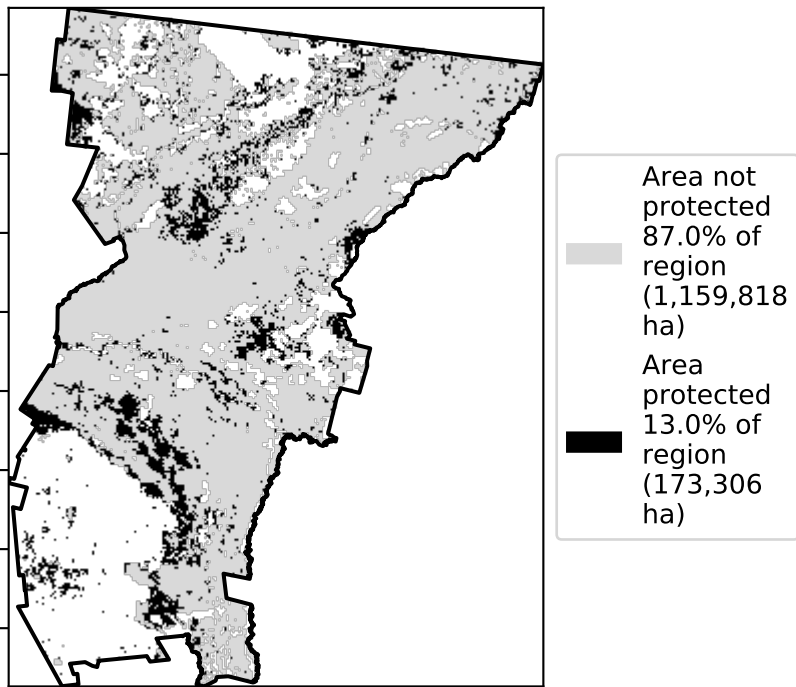 Area not
protected
87.0% of
region
(1,159,818
ha)
Area
protected
13.0% of
region
(173,306
ha)